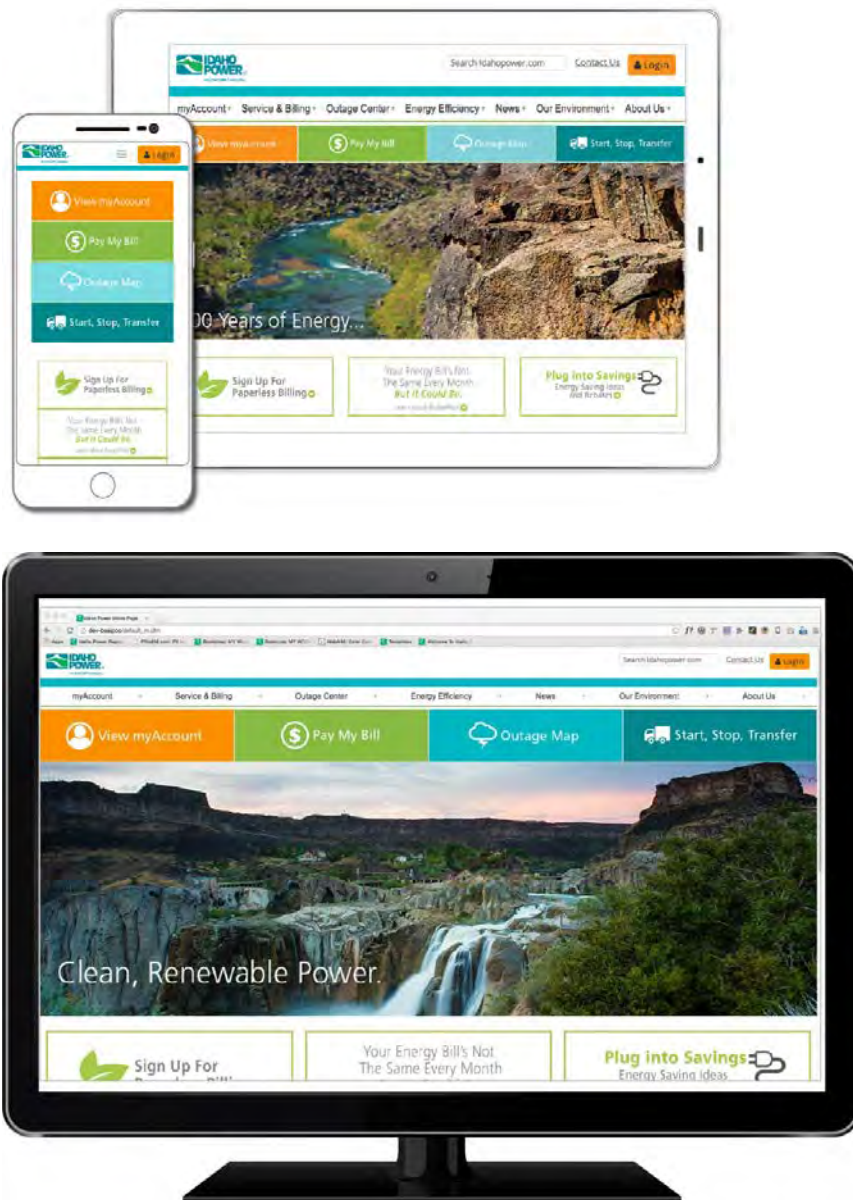 IDAHO
POWER
Search Idahopower.com
Contact Us
Login
myAccount
Service & Billing
Outage Center
Energy Efficiency
News
Our Environment
About Us
View myAccount
Pay My Bill
Outage Map
Start, Stop, Transfer
00 Years of Energy...
Sign Up For
Paperless Billing
Your Energy Bill's Not
The Same Every Month
But It Could Be.
Plug into Savings
Energy Saving Ideas
and Rebates
IDAHO
POWER
Login
View myAccount
Pay My Bill
Outage Map
Start, Stop, Transfer
Sign Up For
Paperless Billing
Your Energy Bill's Not
The Same Every Month
But It Could Be.
Idaho Power Home Page
IDAHO
POWER
Search Idahopower.com
Contact Us
Login
myAccount
Service & Billing
Outage Center
Energy Efficiency
News
Our Environment
About Us
View myAccount
Pay My Bill
Outage Map
Start, Stop, Transfer
Clean, Renewable Power.
Sign Up For
Your Energy Bill's Not
The Same Every Month
Plug into Savings
Energy Saving Ideas